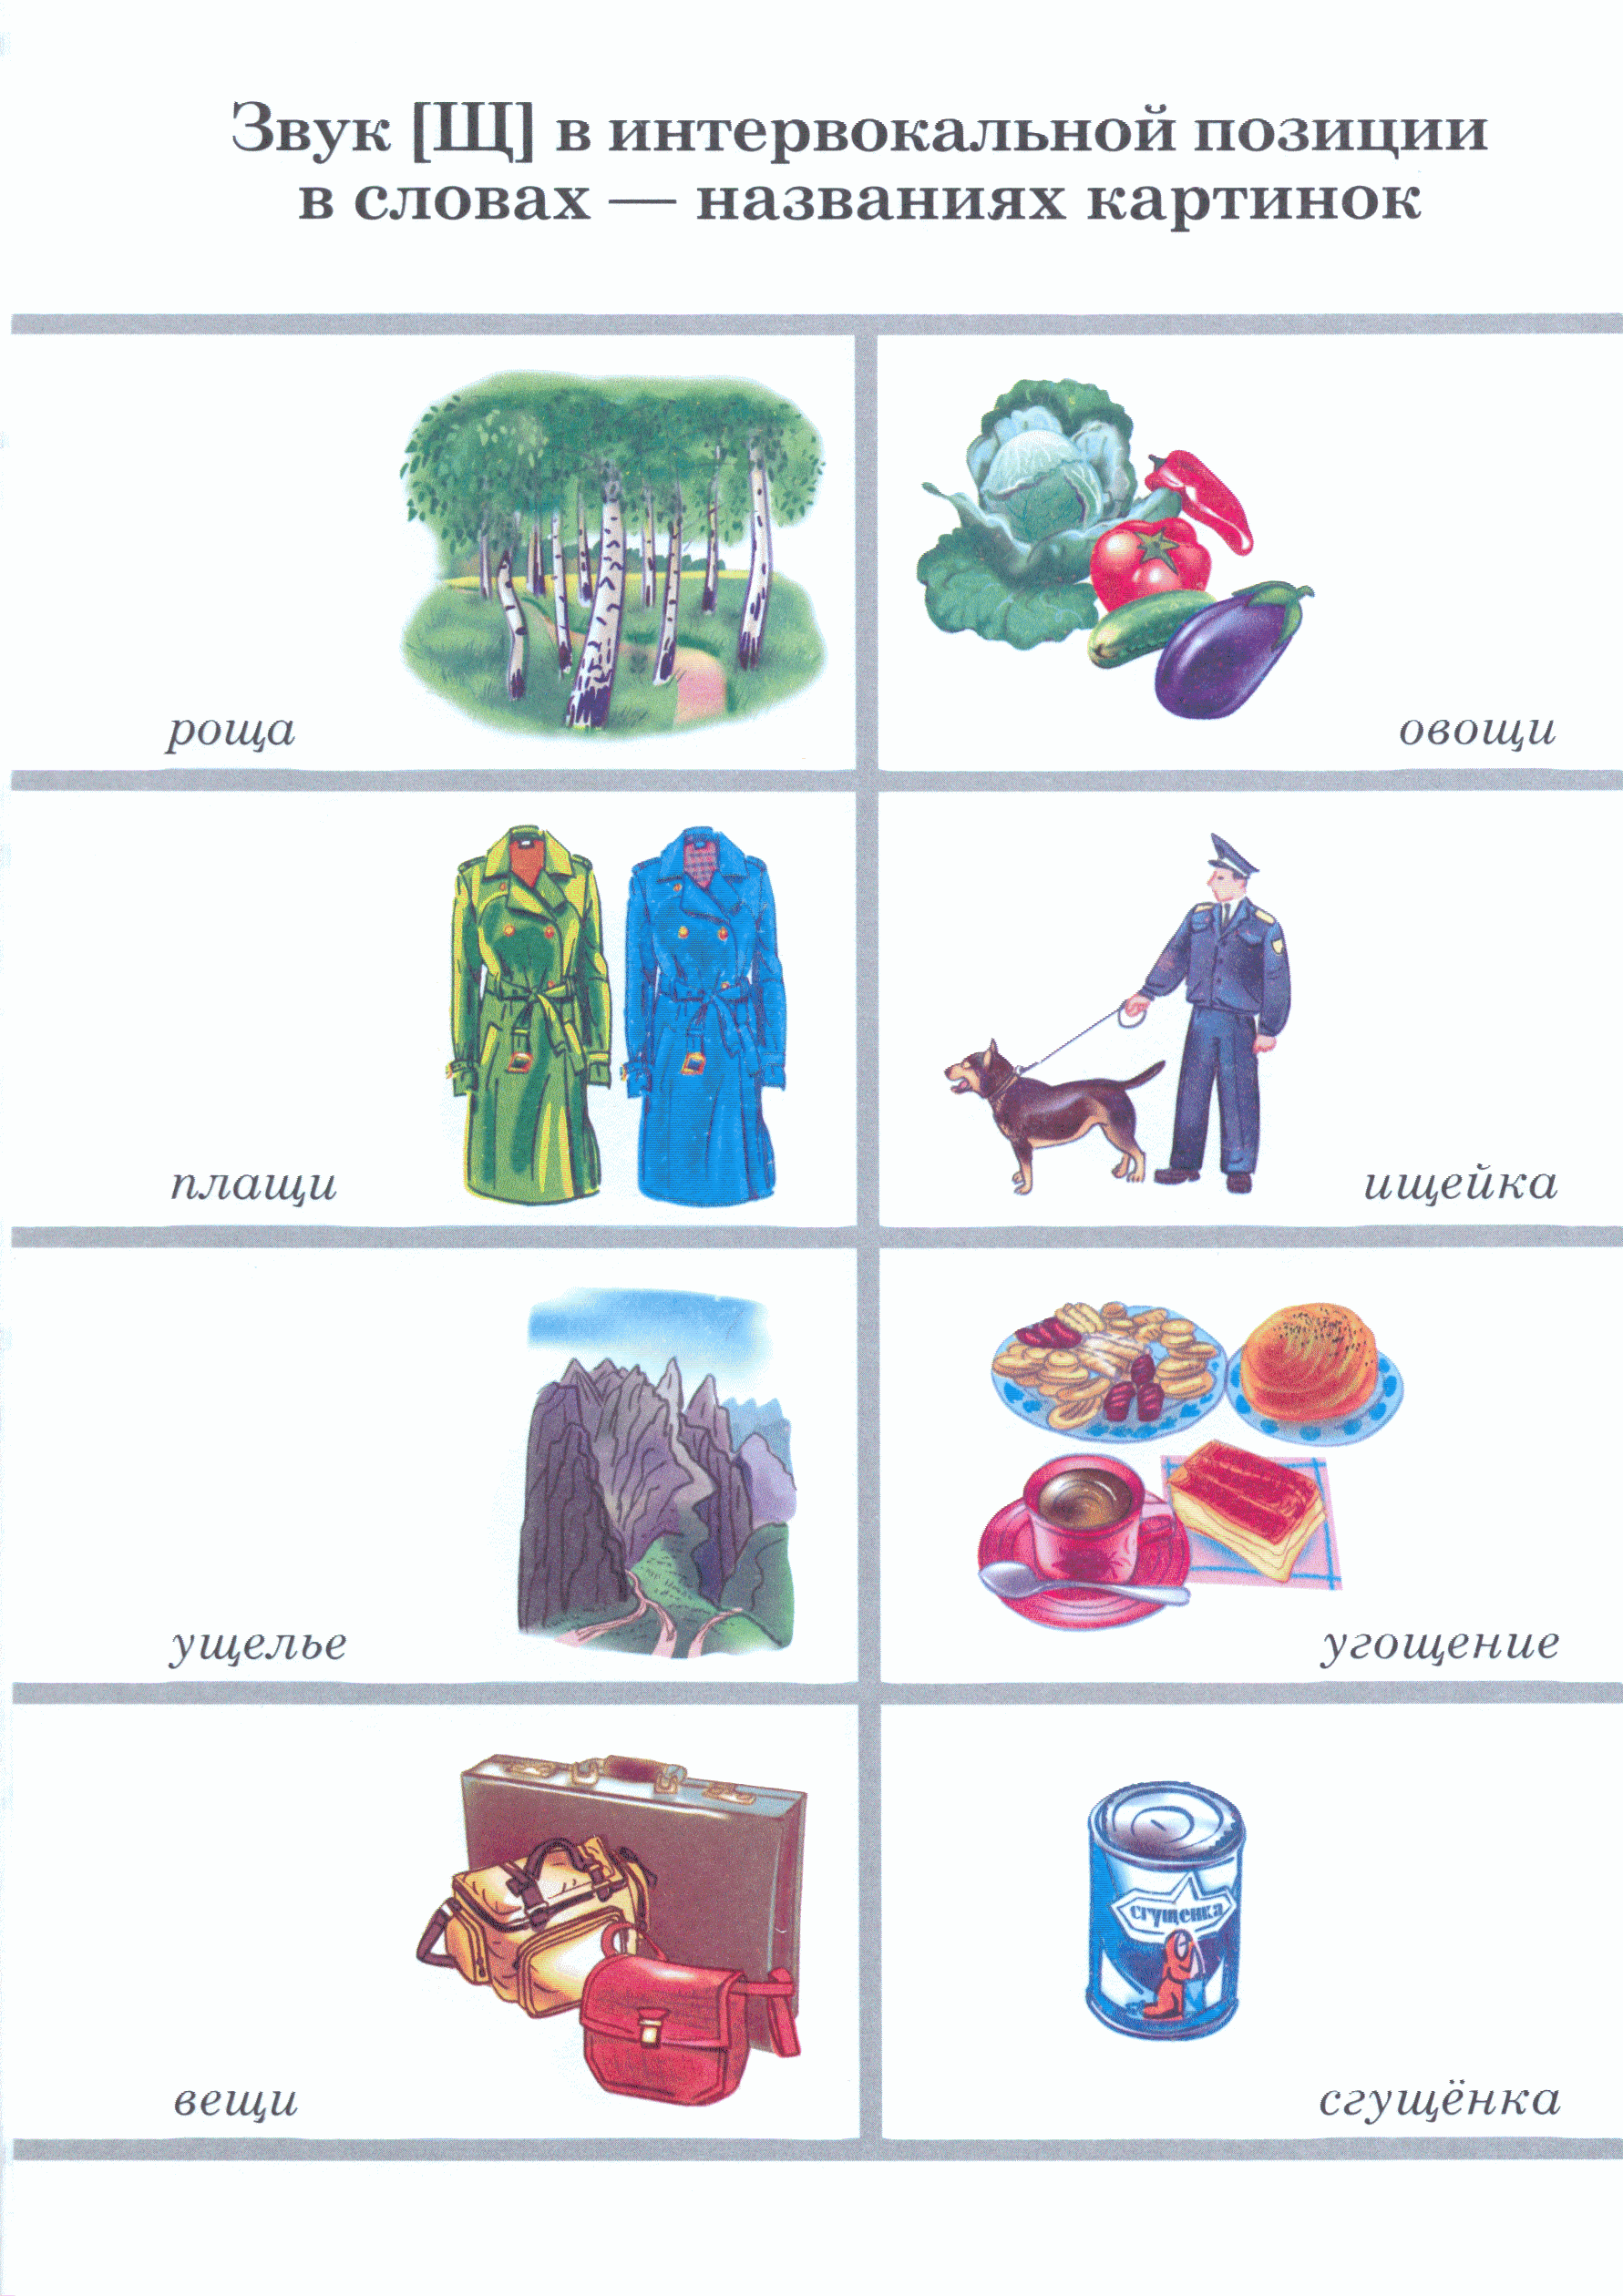 Звук [Щ] в интервокальной позиции
в словах — названиях картинок
роща
овощи
плащи
ищейка
ущелье
угощение
сгущенка
вещи
сгущёнка